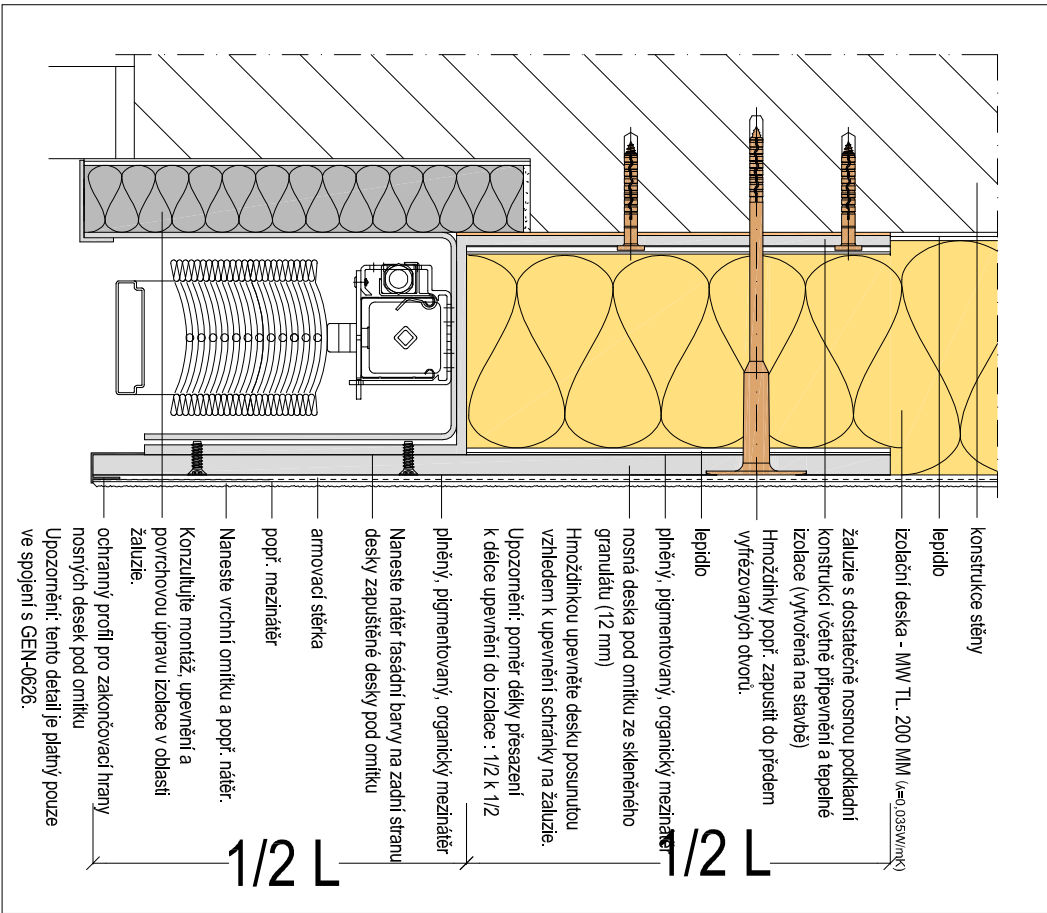 konstrukce stěny
lepidlo
izolační deska - MW TL. 200 MM (λ=0,035W/mK)
žaluzie s dostatečně nosnou podkladní
konstrukcí včetně připevnění a tepelné
izolace (vytvořená na stavbě)
Hmoždinky popř. zapustit do předem
vyfrézovaných otvorů.
lepidlo
plněný, pigmentovaný, organický mezinátěr
nosná deska pod omítku ze skleněného
granulátu (12 mm)
Hmoždinkou upevněte desku posunutou
vzhledem k upevnění schránky na žaluzie.
Upozornění: poměr délky přesazení
k délce upevnění do izolace : 1/2 k 1/2
plněný, pigmentovaný, organický mezinátěr
Naneste nátěr fasádní barvy na zadní stranu
desky zapuštěné desky pod omítku
armovací stěrka
popř. mezinátěr
Naneste vrchní omítku a popř. nátěr.
Konzultujte montáž, upevnění a
povrchovou úpravu izolace v oblasti
žaluzie.
ochranný profil pro zakončovací hrany
nosných desek pod omítku
Upozornění: tento detail je platný pouze
ve spojení s GEN-0626.
1/2 L
1/2 L